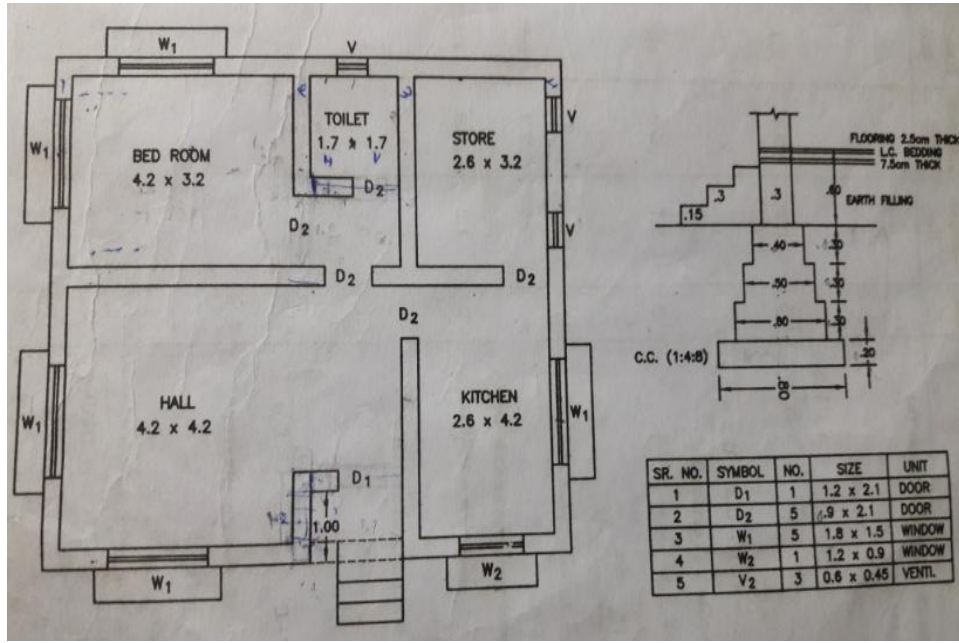 W1
V
W1
BED ROOM
4.2 x 3.2
TOILET
1.7 x 1.7
D2
STORE
2.6 x 3.2
V
V
D2
D2
D2
D2
HALL
4.2 x 4.2
W1
KITCHEN
2.6 x 4.2
W1
D1
1.00
W1
W2
FLOORING 2.5cm THICK
L.C. BEDDING
7.5cm THICK
EARTH FILLING
.60
.3
.3
.15
.40
.30
.50
.30
.60
.30
C.C. (1:4:8)
.20
.80
SR. NO. SYMBOL NO. SIZE UNIT
1 D1 1 1.2 x 2.1 DOOR
2 D2 5 .9 x 2.1 DOOR
3 W1 5 1.8 x 1.5 WINDOW
4 W2 1 1.2 x 0.9 WINDOW
5 V2 3 0.6 x 0.45 VENTI.